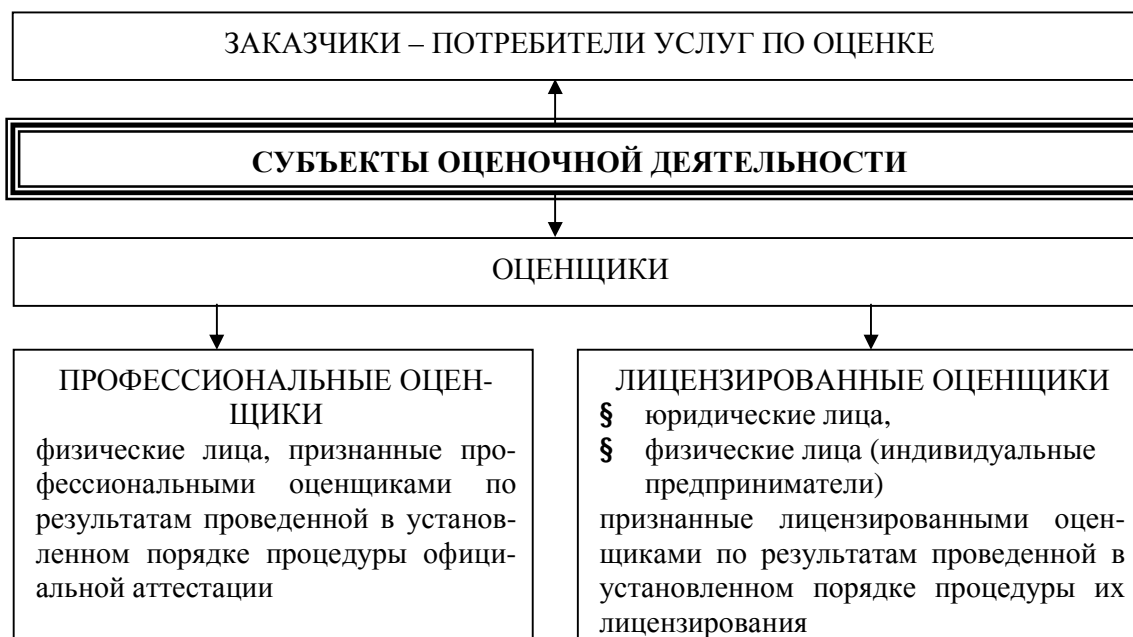 ЗАКАЗЧИКИ – ПОТРЕБИТЕЛИ УСЛУГ ПО ОЦЕНКЕ
СУБЪЕКТЫ ОЦЕНОЧНОЙ ДЕЯТЕЛЬНОСТИ
ОЦЕНЩИКИ
ПРОФЕССИОНАЛЬНЫЕ ОЦЕН-
ЩИКИ
физические лица, признанные про-
фессиональными оценщиками по
результатам проведенной в установ-
ленном порядке процедуры офици-
альной аттестации
ЛИЦЕНЗИРОВАННЫЕ ОЦЕНЩИКИ
§ юридические лица,
§ физические лица (индивидуальные
предприниматели)
признанные лицензированными оцен-
щиками по результатам проведенной в
установленном порядке процедуры их
лицензирования